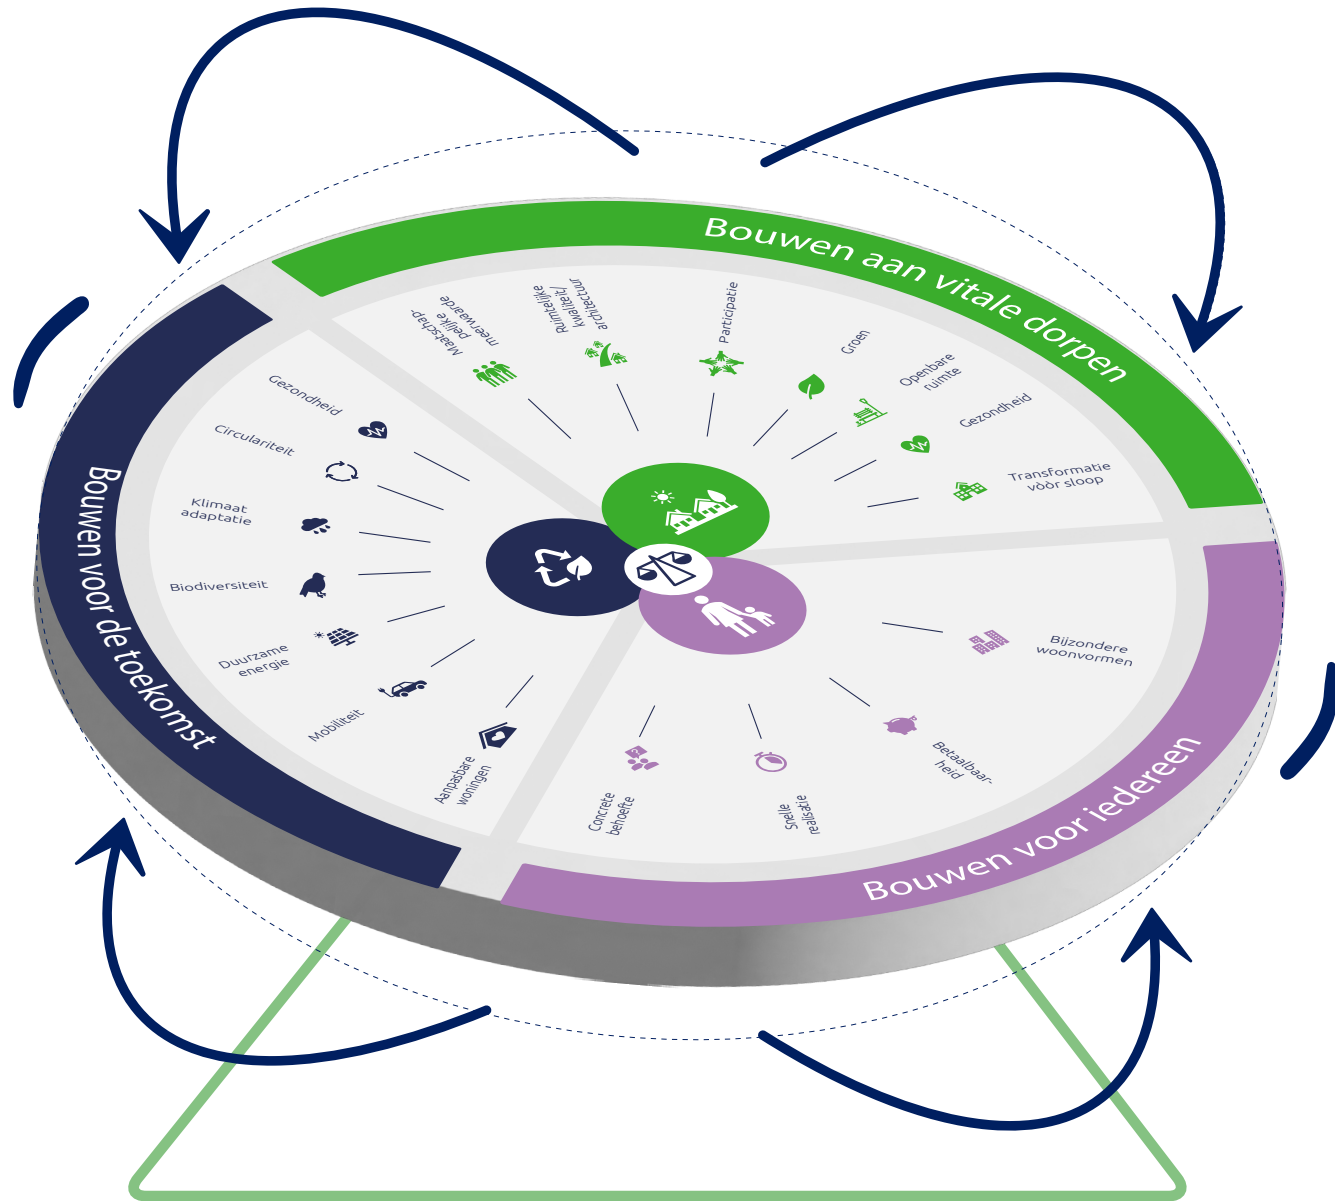 Bouwen aan vitale dorpen
Maatschap-
pelijke
meerwaarde
Ruimtelijke
kwaliteit/
architectuur
Participatie
Groen
Openbare
ruimte
Gezondheid
Transformatie
vòòr sloop
Bouwen voor iedereen
Bijzondere
woonvormen
Betaalbaar-
heid
Snelle
realisatie
Concrete
behoefte
Bouwen voor de toekomst
Aanpasbare
woningen
Mobiliteit
Duurzame
energie
Biodiversiteit
Klimaat
adaptatie
Circulariteit
Gezondheid
?